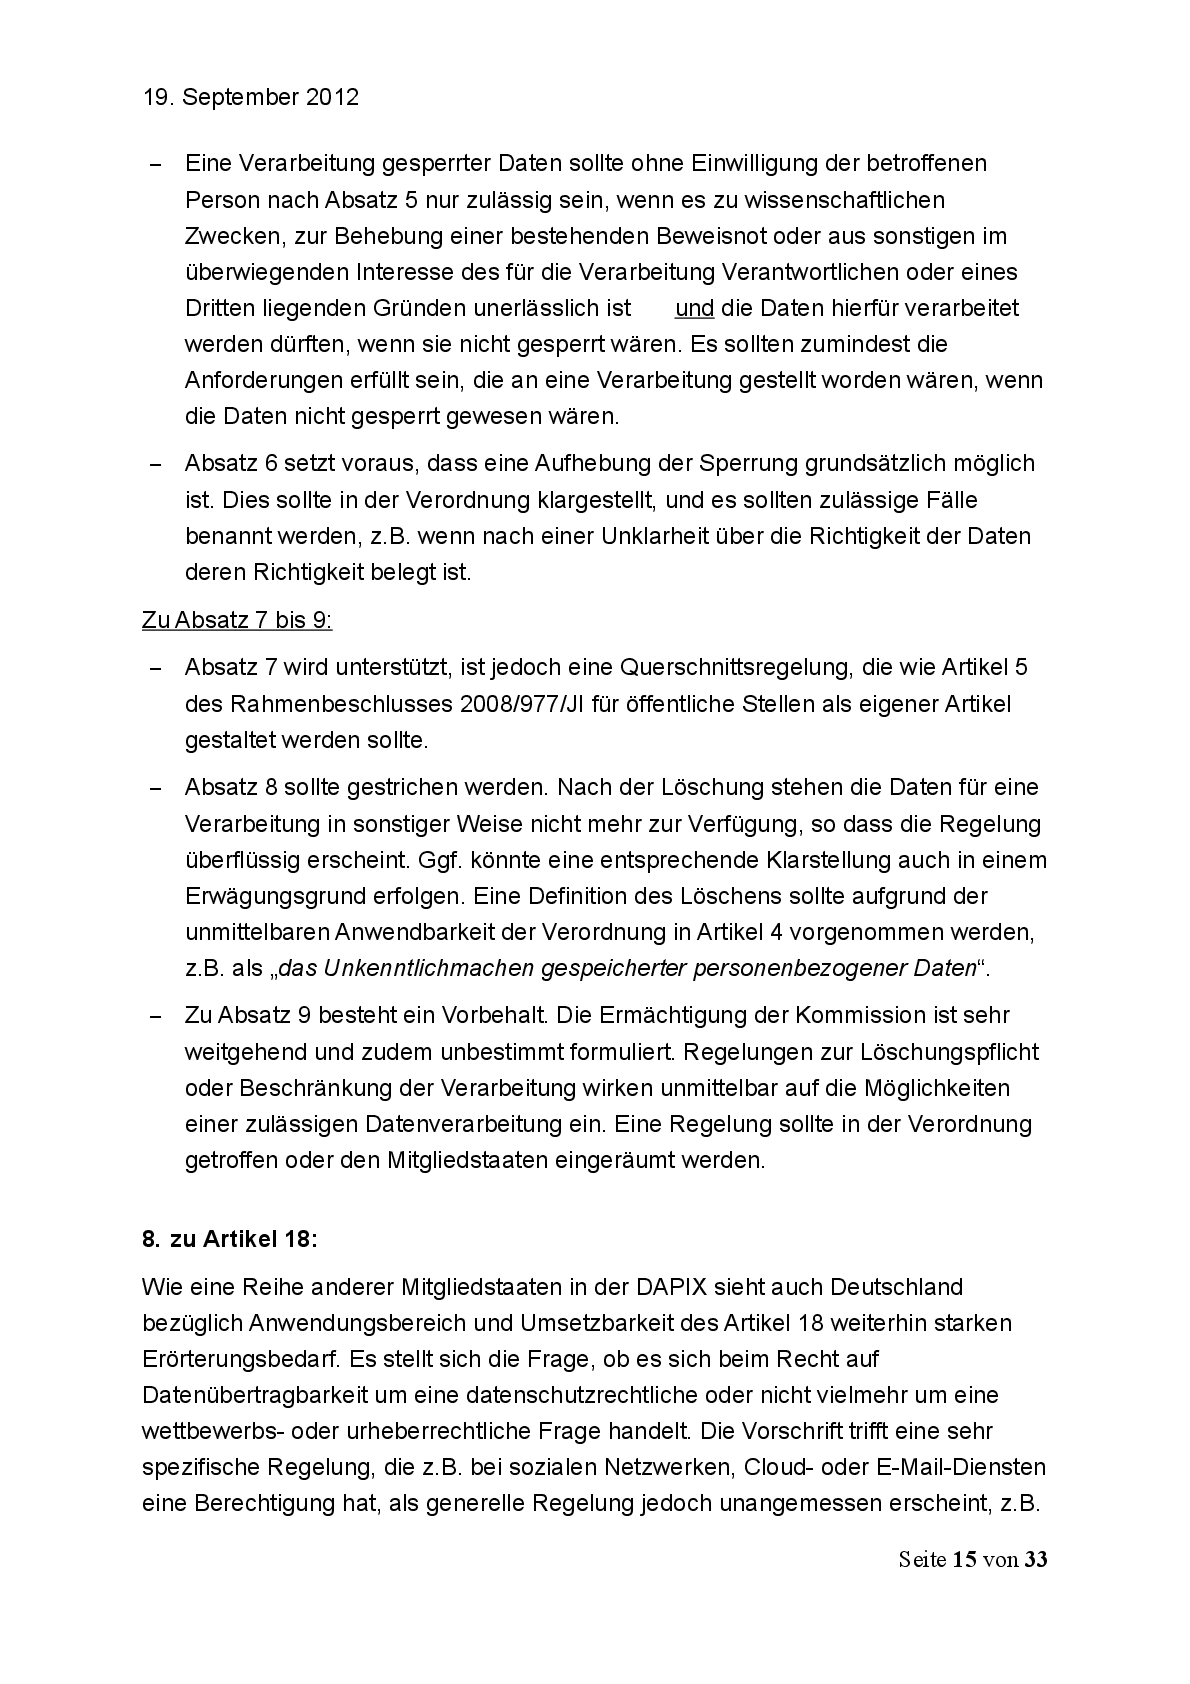 19. September 2012
– Eine Verarbeitung gesperrter Daten sollte ohne Einwilligung der betroffenen
Person nach Absatz 5 nur zulässig sein, wenn es zu wissenschaftlichen
Zwecken, zur Behebung einer bestehenden Beweisnot oder aus sonstigen im
überwiegenden Interesse des für die Verarbeitung Verantwortlichen oder eines
Dritten liegenden Gründen unerlässlich ist und die Daten hierfür verarbeitet
werden dürften, wenn sie nicht gesperrt wären. Es sollten zumindest die
Anforderungen erfüllt sein, die an eine Verarbeitung gestellt worden wären, wenn
die Daten nicht gesperrt gewesen wären.
– Absatz 6 setzt voraus, dass eine Aufhebung der Sperrung grundsätzlich möglich
ist. Dies sollte in der Verordnung klargestellt, und es sollten zulässige Fälle
benannt werden, z.B. wenn nach einer Unklarheit über die Richtigkeit der Daten
deren Richtigkeit belegt ist.
Zu Absatz 7 bis 9:
– Absatz 7 wird unterstützt, ist jedoch eine Querschnittsregelung, die wie Artikel 5
des Rahmenbeschlusses 2008/977/JI für öffentliche Stellen als eigener Artikel
gestaltet werden sollte.
– Absatz 8 sollte gestrichen werden. Nach der Löschung stehen die Daten für eine
Verarbeitung in sonstiger Weise nicht mehr zur Verfügung, so dass die Regelung
überflüssig erscheint. Ggf. könnte eine entsprechende Klarstellung auch in einem
Erwägungsgrund erfolgen. Eine Definition des Löschens sollte aufgrund der
unmittelbaren Anwendbarkeit der Verordnung in Artikel 4 vorgenommen werden,
z.B. als „das Unkenntlichmachen gespeicherter personenbezogener Daten“.
– Zu Absatz 9 besteht ein Vorbehalt. Die Ermächtigung der Kommission ist sehr
weitgehend und zudem unbestimmt formuliert. Regelungen zur Löschungspflicht
oder Beschränkung der Verarbeitung wirken unmittelbar auf die Möglichkeiten
einer zulässigen Datenverarbeitung ein. Eine Regelung sollte in der Verordnung
getroffen oder den Mitgliedstaaten eingeräumt werden.
8. zu Artikel 18:
Wie eine Reihe anderer Mitgliedstaaten in der DAPIX sieht auch Deutschland
bezüglich Anwendungsbereich und Umsetzbarkeit des Artikel 18 weiterhin starken
Erörterungsbedarf. Es stellt sich die Frage, ob es sich beim Recht auf
Datenübertragbarkeit um eine datenschutzrechtliche oder nicht vielmehr um eine
wettbewerbs- oder urheberrechtliche Frage handelt. Die Vorschrift trifft eine sehr
spezifische Regelung, die z.B. bei sozialen Netzwerken, Cloud- oder E-Mail-Diensten
eine Berechtigung hat, als generelle Regelung jedoch unangemessen erscheint, z.B.
Seite 15 von 33